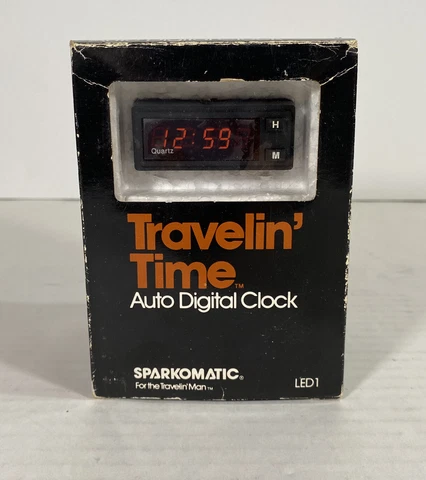 12:59
Quartz
H
M
Travelin'
Time™
Auto Digital Clock
SPARKOMATIC®
For the Travelin' Man™
LED1